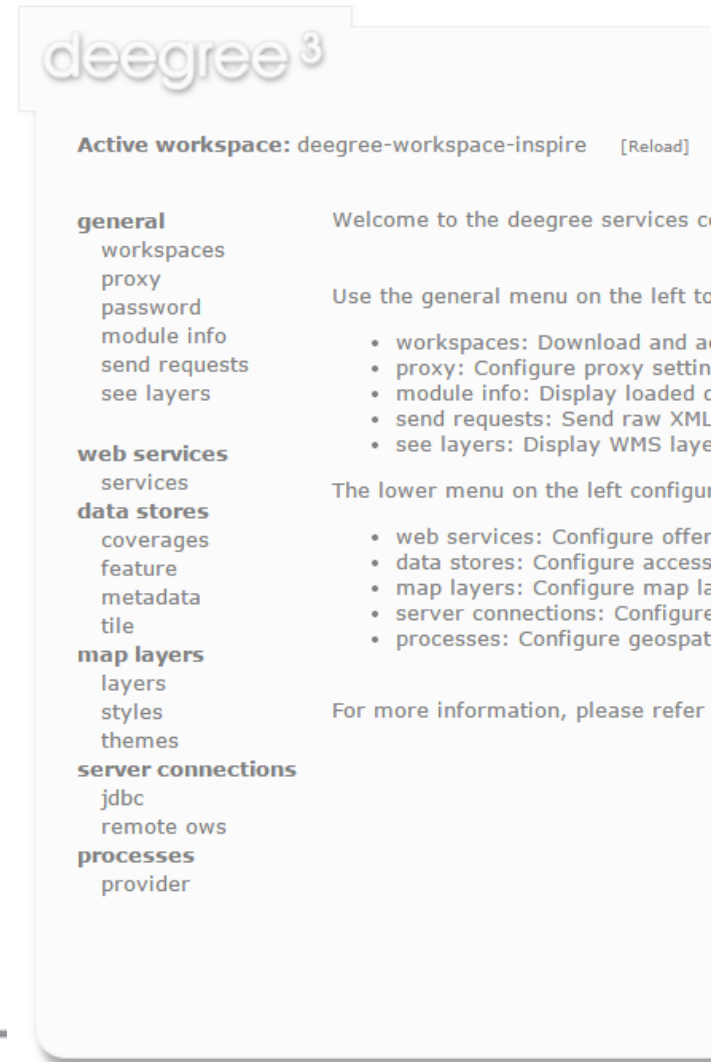 deegree 3
Active workspace: deegree-workspace-inspire [Reload]
general
workspaces
proxy
password
module info
send requests
see layers
web services
services
data stores
coverages
feature
metadata
tile
map layers
layers
styles
themes
server connections
jdbc
remote ows
processes
provider
Welcome to the deegree services
Use the general menu on the left to
• workspaces: Download and
• proxy: Configure proxy
• module info: Display loaded
• send requests: Send raw XML
• see layers: Display WMS
The lower menu on the left
• web services: Configure
• data stores: Configure access
• map layers: Configure map
• server connections: Configure
• processes: Configure
For more information, please refer